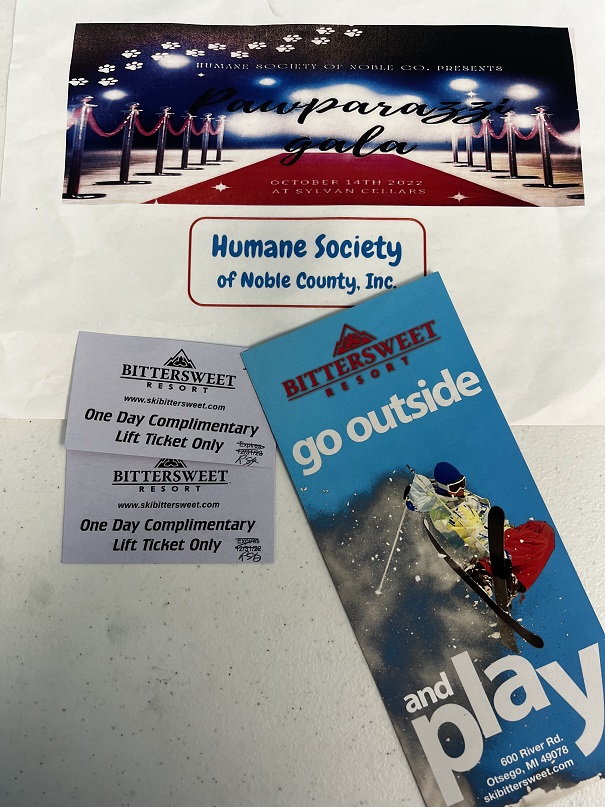 HUMANE SOCIETY OF NOBLE CO. PRESENTS
Pawparazzi
gala
OCTOBER 14TH 2022
AT SYLVAN CELLARS
Humane Society
of Noble County, Inc.
BITTERSWEET
RESORT
www.skibittersweet.com
One Day Complimentary
Lift Ticket Only
Expires
BITTERSWEET
RESORT
www.skibittersweet.com
One Day Complimentary
Lift Ticket Only
Expires
BITTERSWEET
RESORT
go outside
and
play
600 River Rd.
Otsego, MI 49078
skibittersweet.com